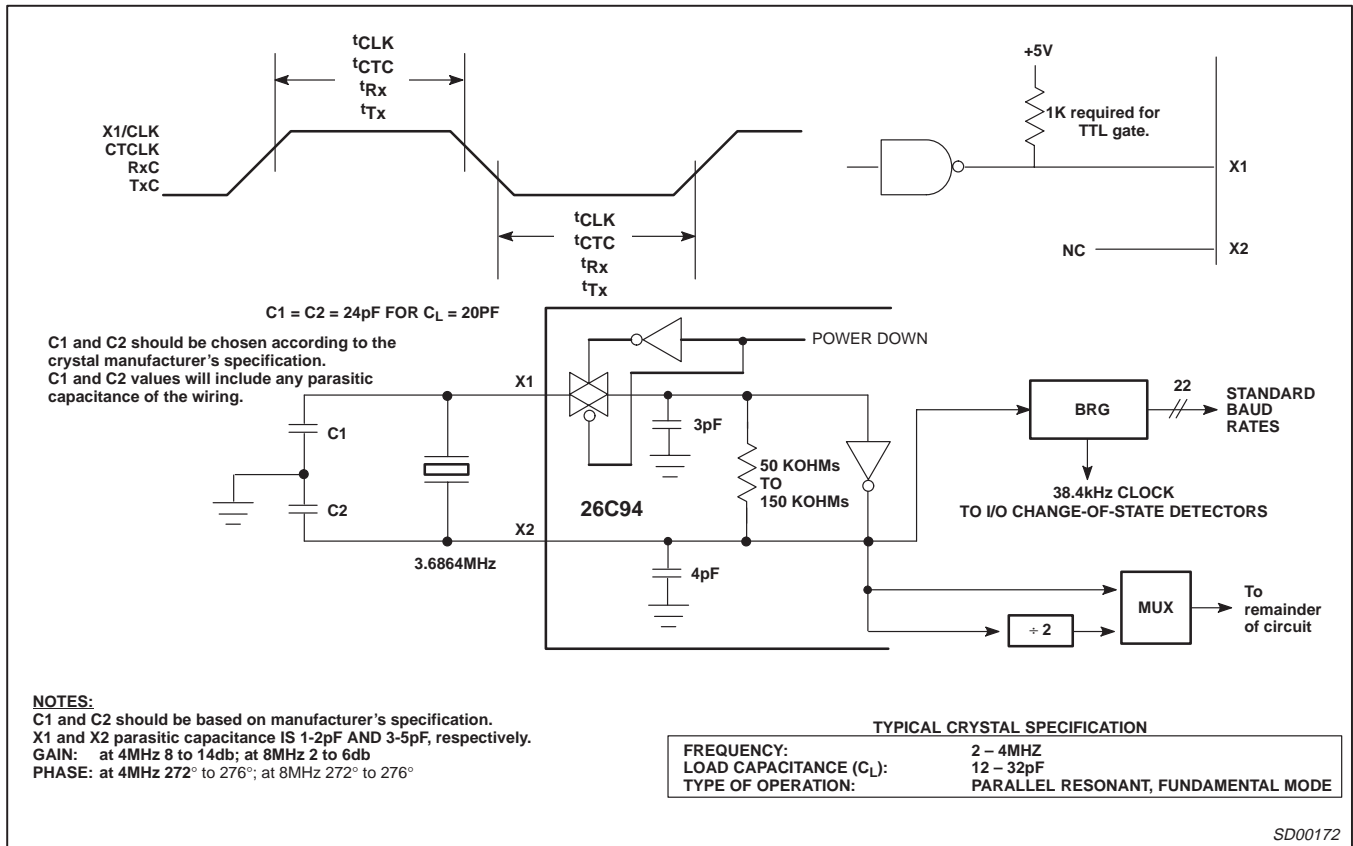 tCLK
tCTC
tRx
tTx
X1/CLK
CTCLK
RxC
TxC
tCLK
tCTC
tRx
tTx
+5V
1K required for
TTL gate.
X1
NC
X2
C1 = C2 = 24pF FOR CL = 20PF
C1 and C2 should be chosen according to the
crystal manufacturer's specification.
C1 and C2 values will include any parasitic
capacitance of the wiring.
POWER DOWN
X1
3pF
C1
50 KOHMs
TO
150 KOHMs
26C94
C2
X2
3.6864MHz
4pF
BRG
22
STANDARD
BAUD
RATES
38.4kHz CLOCK
TO I/O CHANGE-OF-STATE DETECTORS
MUX
÷ 2
To
remainder
of circuit
NOTES:
C1 and C2 should be based on manufacturer's specification.
X1 and X2 parasitic capacitance IS 1-2pF AND 3-5pF, respectively.
GAIN: at 4MHz 8 to 14db; at 8MHz 2 to 6db
PHASE: at 4MHz 272° to 276°; at 8MHz 272° to 276°
TYPICAL CRYSTAL SPECIFICATION
FREQUENCY: 2 – 4MHZ
LOAD CAPACITANCE (CL): 12 – 32pF
TYPE OF OPERATION: PARALLEL RESONANT, FUNDAMENTAL MODE
SD00172